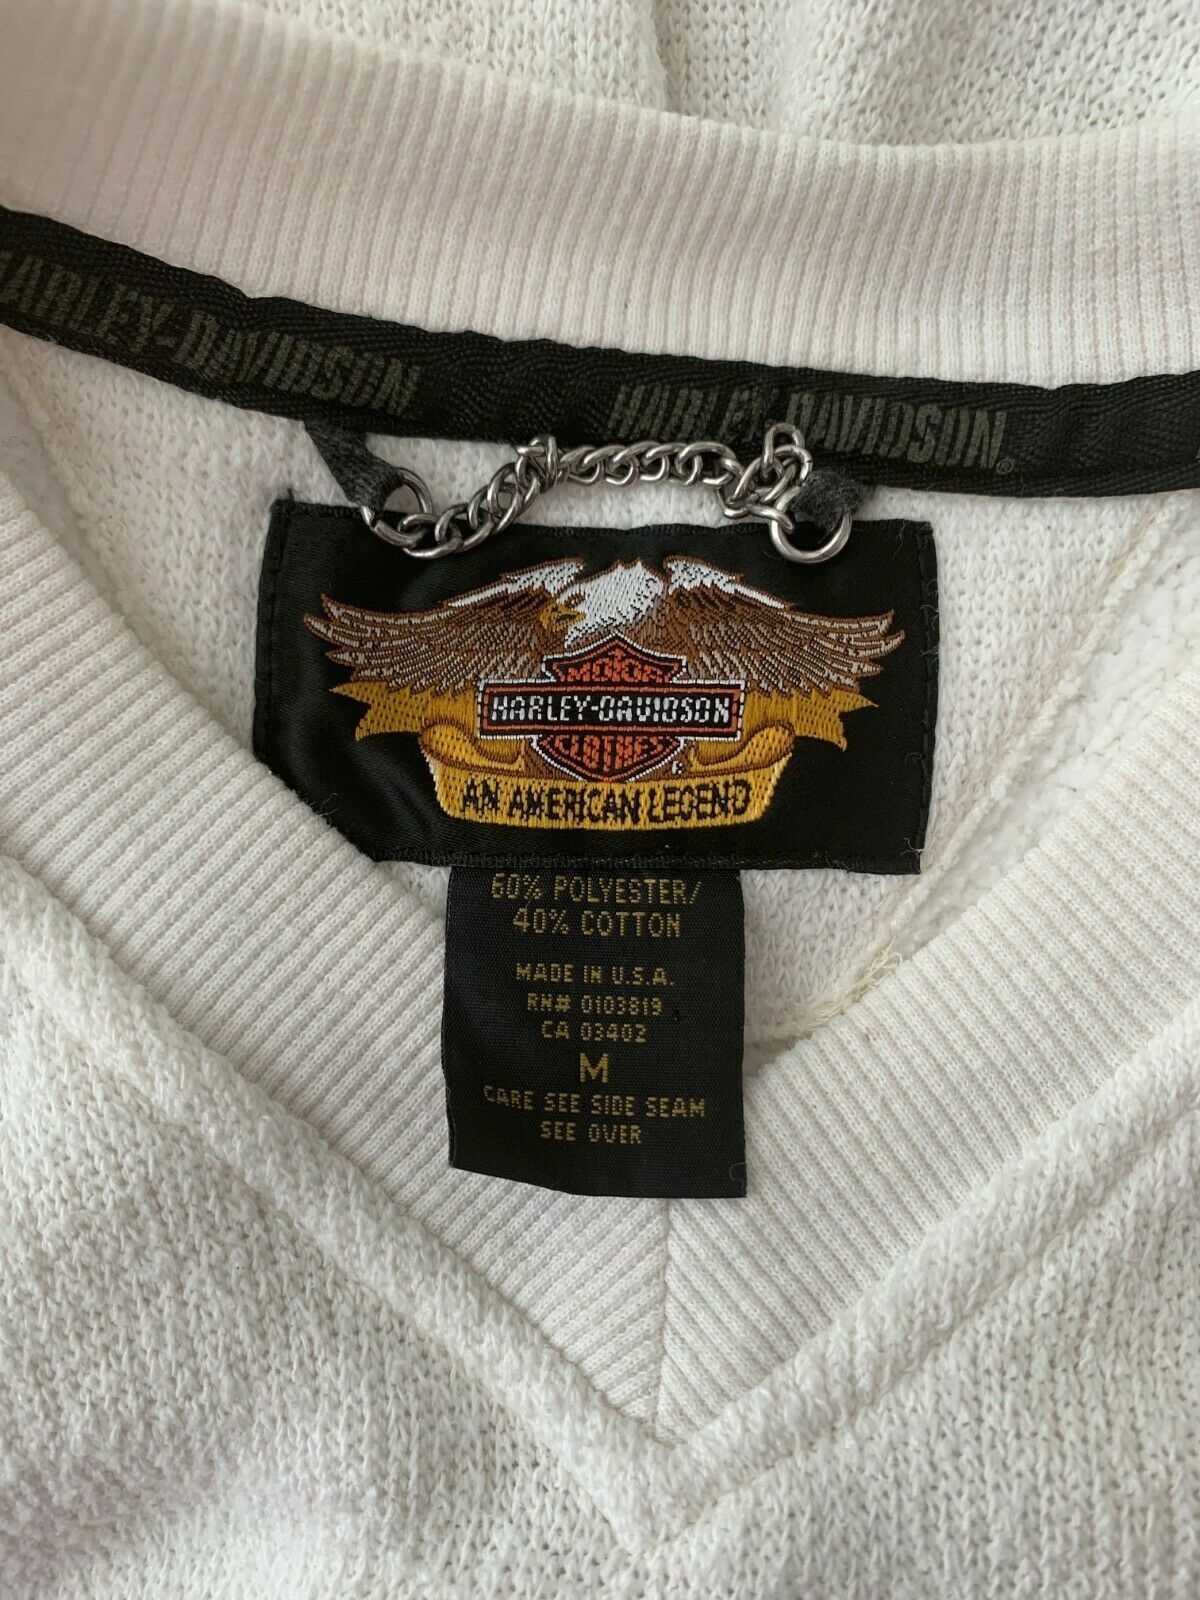 HARLEY-DAVIDSON
HARLEY-DAVIDSON®
MOTOR
HARLEY-DAVIDSON
CLOTHES
®
AN AMERICAN LEGEND
60% POLYESTER/
40% COTTON
MADE IN U.S.A.
RN# 0103819
CA 03402
M
CARE SEE SIDE SEAM
SEE OVER